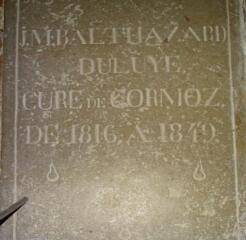 J.M.BALTHAZARD
DULUYE,
CURE DE CORMOZ,
DE 1816, A 1849.